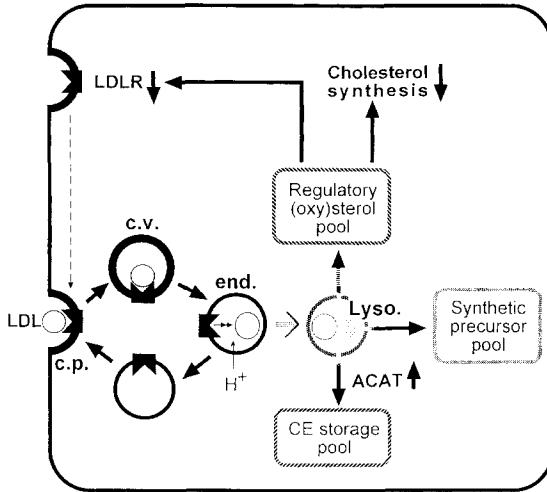 LDLR
Cholesterol
synthesis
Regulatory
(oxy)sterol
pool
c.v.
end.
LDL
c.p.
H+
Lyso.
Synthetic
precursor
pool
ACAT
CE storage
pool